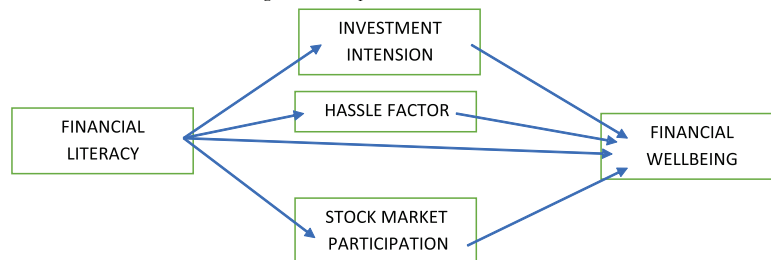 INVESTMENT
INTENSION
HASSLE FACTOR
FINANCIAL
LITERACY
FINANCIAL
WELLBEING
STOCK MARKET
PARTICIPATION